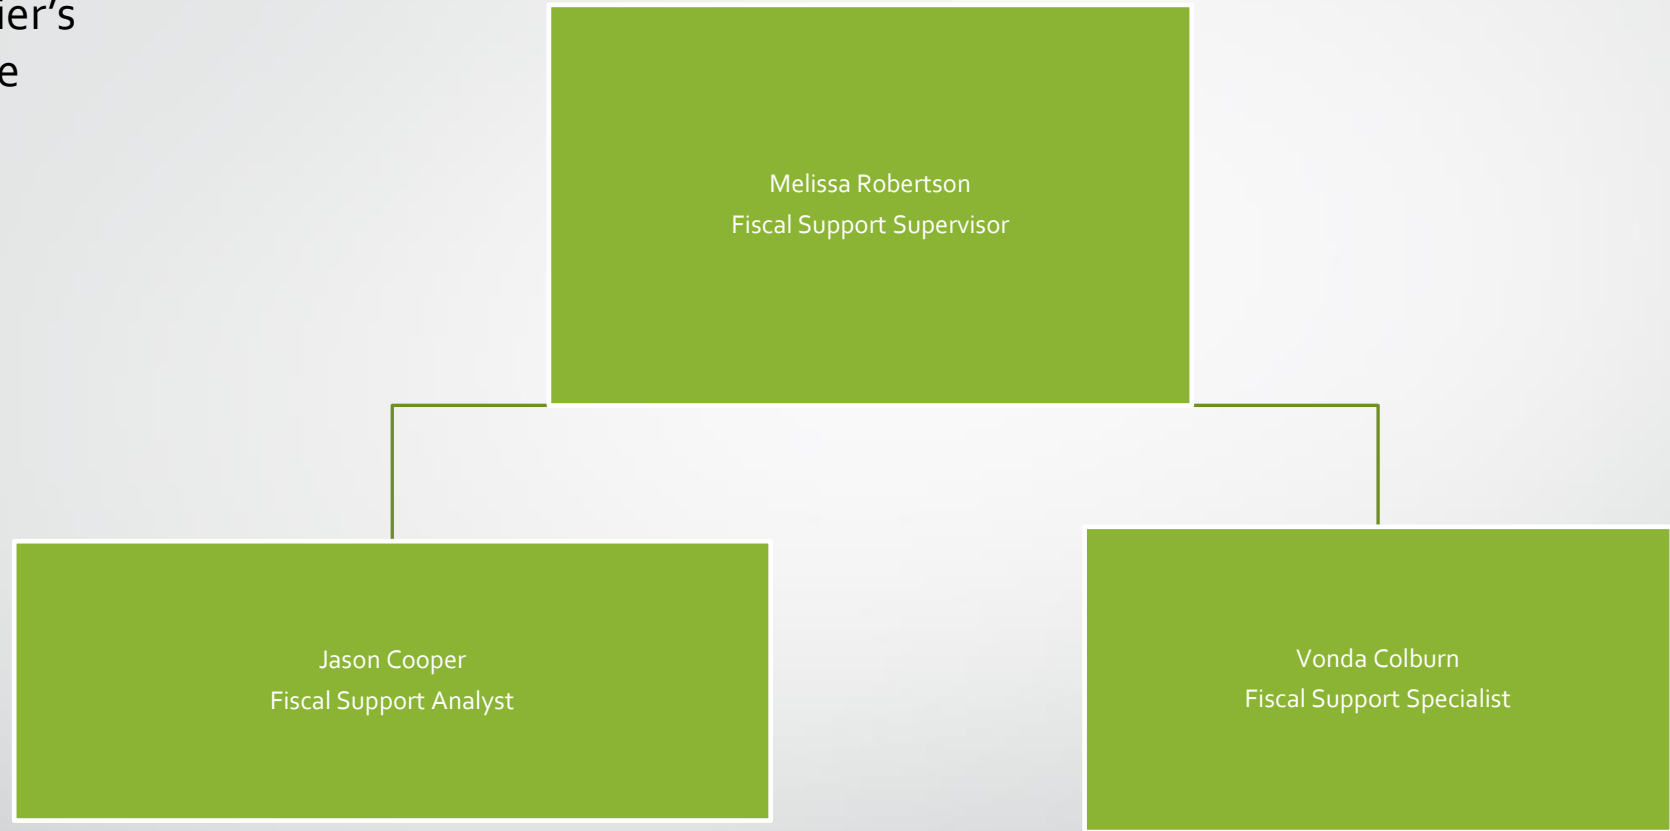 ier’s
e
Melissa Robertson
Fiscal Support Supervisor
Jason Cooper
Fiscal Support Analyst
Vonda Colburn
Fiscal Support Specialist